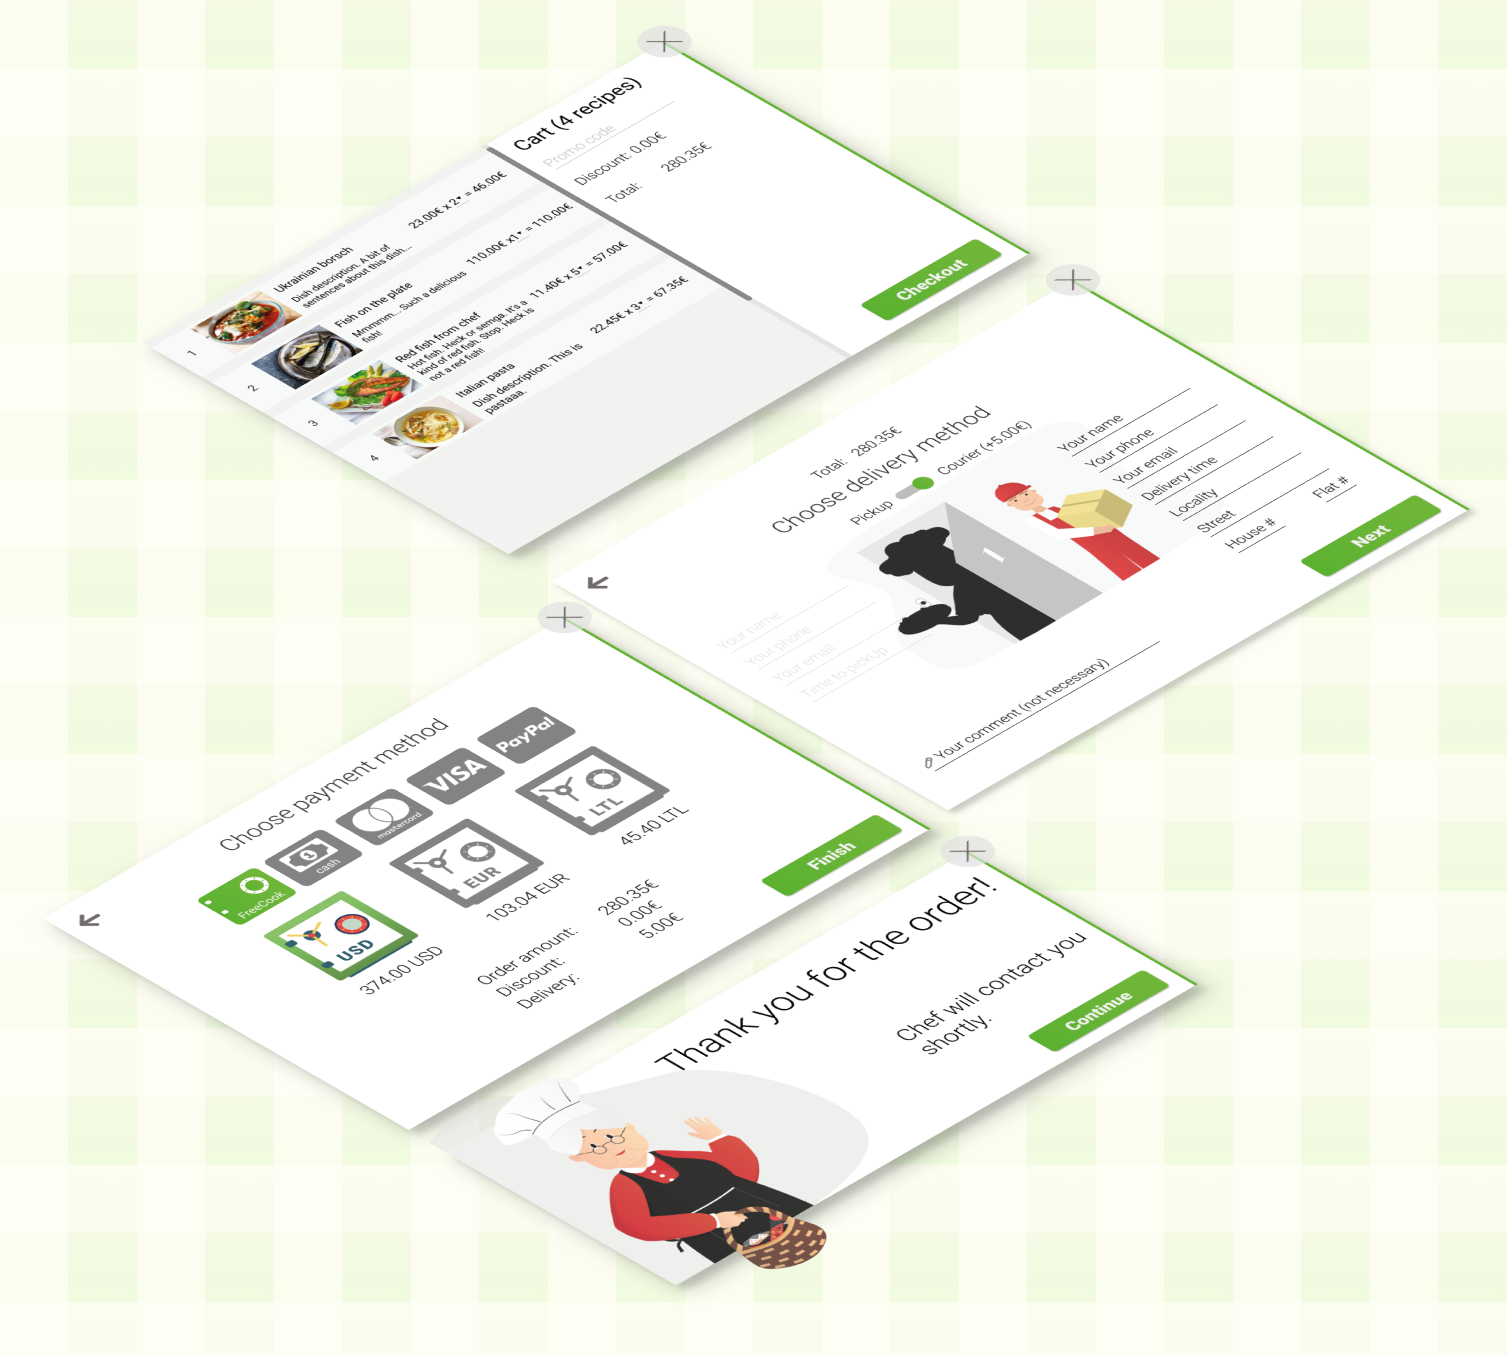 Cart (4 recipes)
Promo code
Discount: 0.00€
Total: 280.35€
Checkout
1
Ukrainian borsch
Dish description. A bit of
sentences about this dish...
23.00€ x 2 = 46.00€
2
Fish on the plate
Mmmmm... Such a delicious
fish!
110.00€ x1 = 110.00€
3
Red fish from chef
Hot fish. Heck or semga. It's a
kind of red fish. Stop. Heck is
not a red fish!
11.40€ x 5 = 57.00€
4
Italian pasta
Dish description. This is
pastaaa.
22.45€ x 3 = 67.35€
Total: 280.35€
Choose delivery method
Pickup
Courier (+5.00€)
Your name
Your phone
Your email
Time to pickUp
Your name
Your phone
Your email
Delivery time
Locality
Street
House #
Flat #
Next
Your comment (not necessary)
Choose payment method
FreeCook
1
cash
mastercard
VISA
PayPal
USD
374.00 USD
EUR
103.04 EUR
LTL
45.40 LTL
Order amount: 280.35€
Discount: 0.00€
Delivery: 5.00€
Finish
Thank you for the order!
Chef will contact you
shortly.
Continue